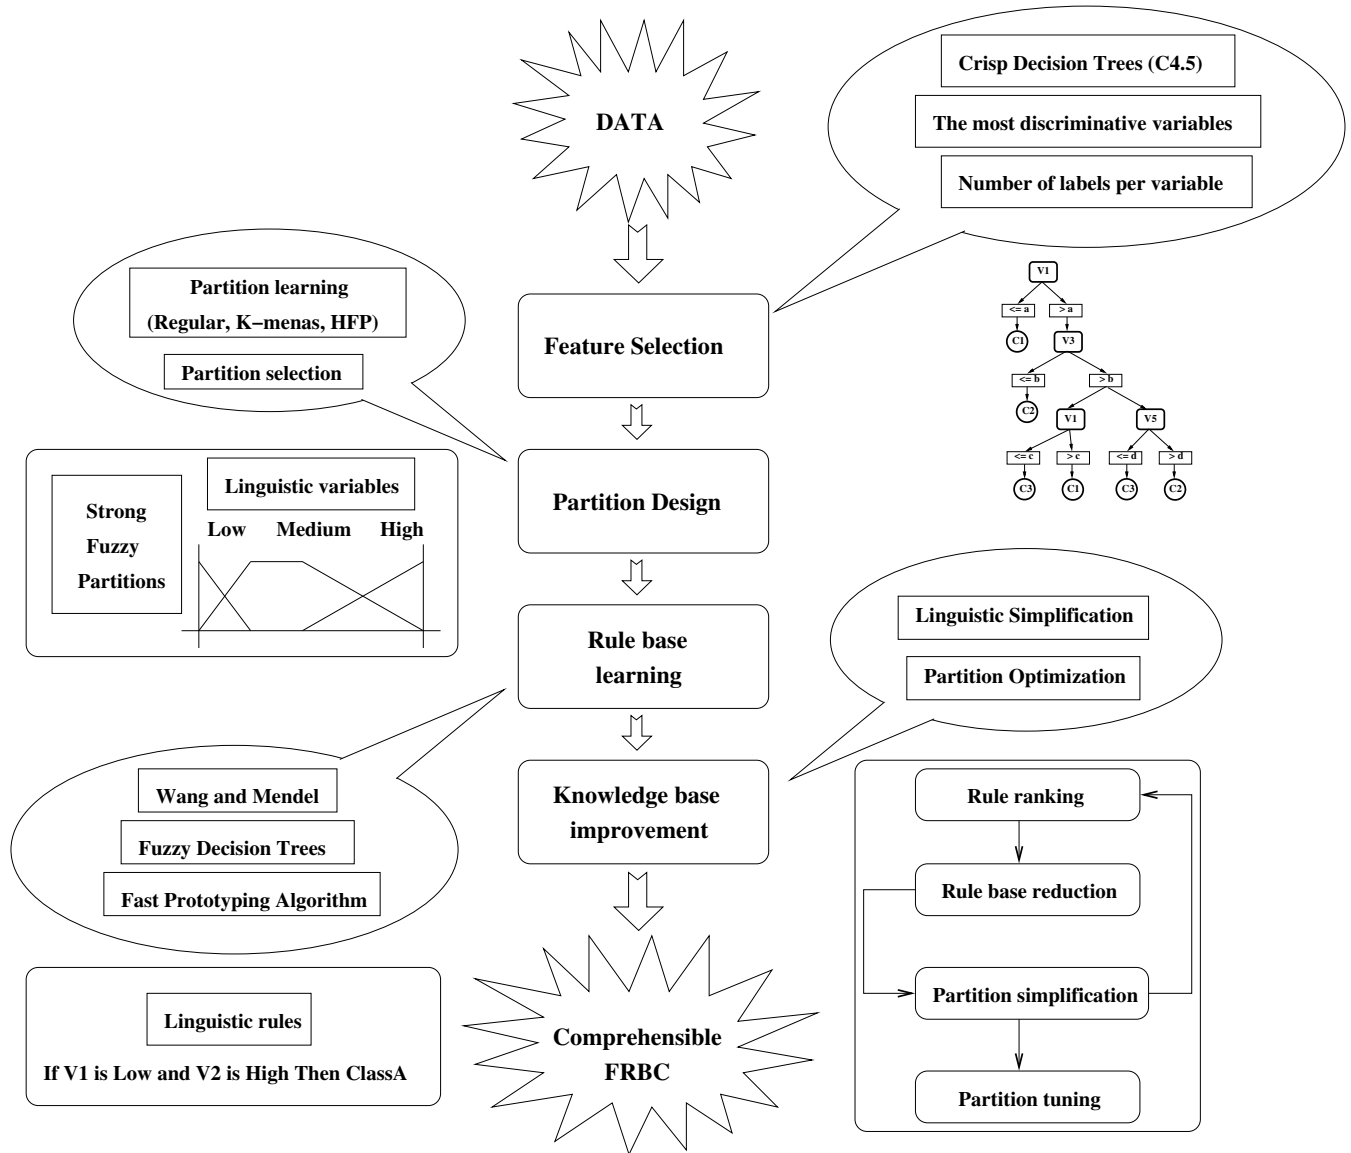 DATA
Crisp Decision Trees (C4.5)
The most discriminative variables
Number of labels per variable
Partition learning
(Regular, K−menas, HFP)
Partition selection
Feature Selection
V1
<= a
> a
C1
V3
<= b
> b
C2
V1
V5
<= c
> c
<= d
> d
C3
C1
C3
C2
Strong
Fuzzy
Partitions
Linguistic variables
Low
Medium
High
Partition Design
Rule base
learning
Linguistic Simplification
Partition Optimization
Wang and Mendel
Fuzzy Decision Trees
Fast Prototyping Algorithm
Knowledge base
improvement
Rule ranking
Rule base reduction
Partition simplification
Partition tuning
Linguistic rules
If V1 is Low and V2 is High Then ClassA
Comprehensible
FRBC